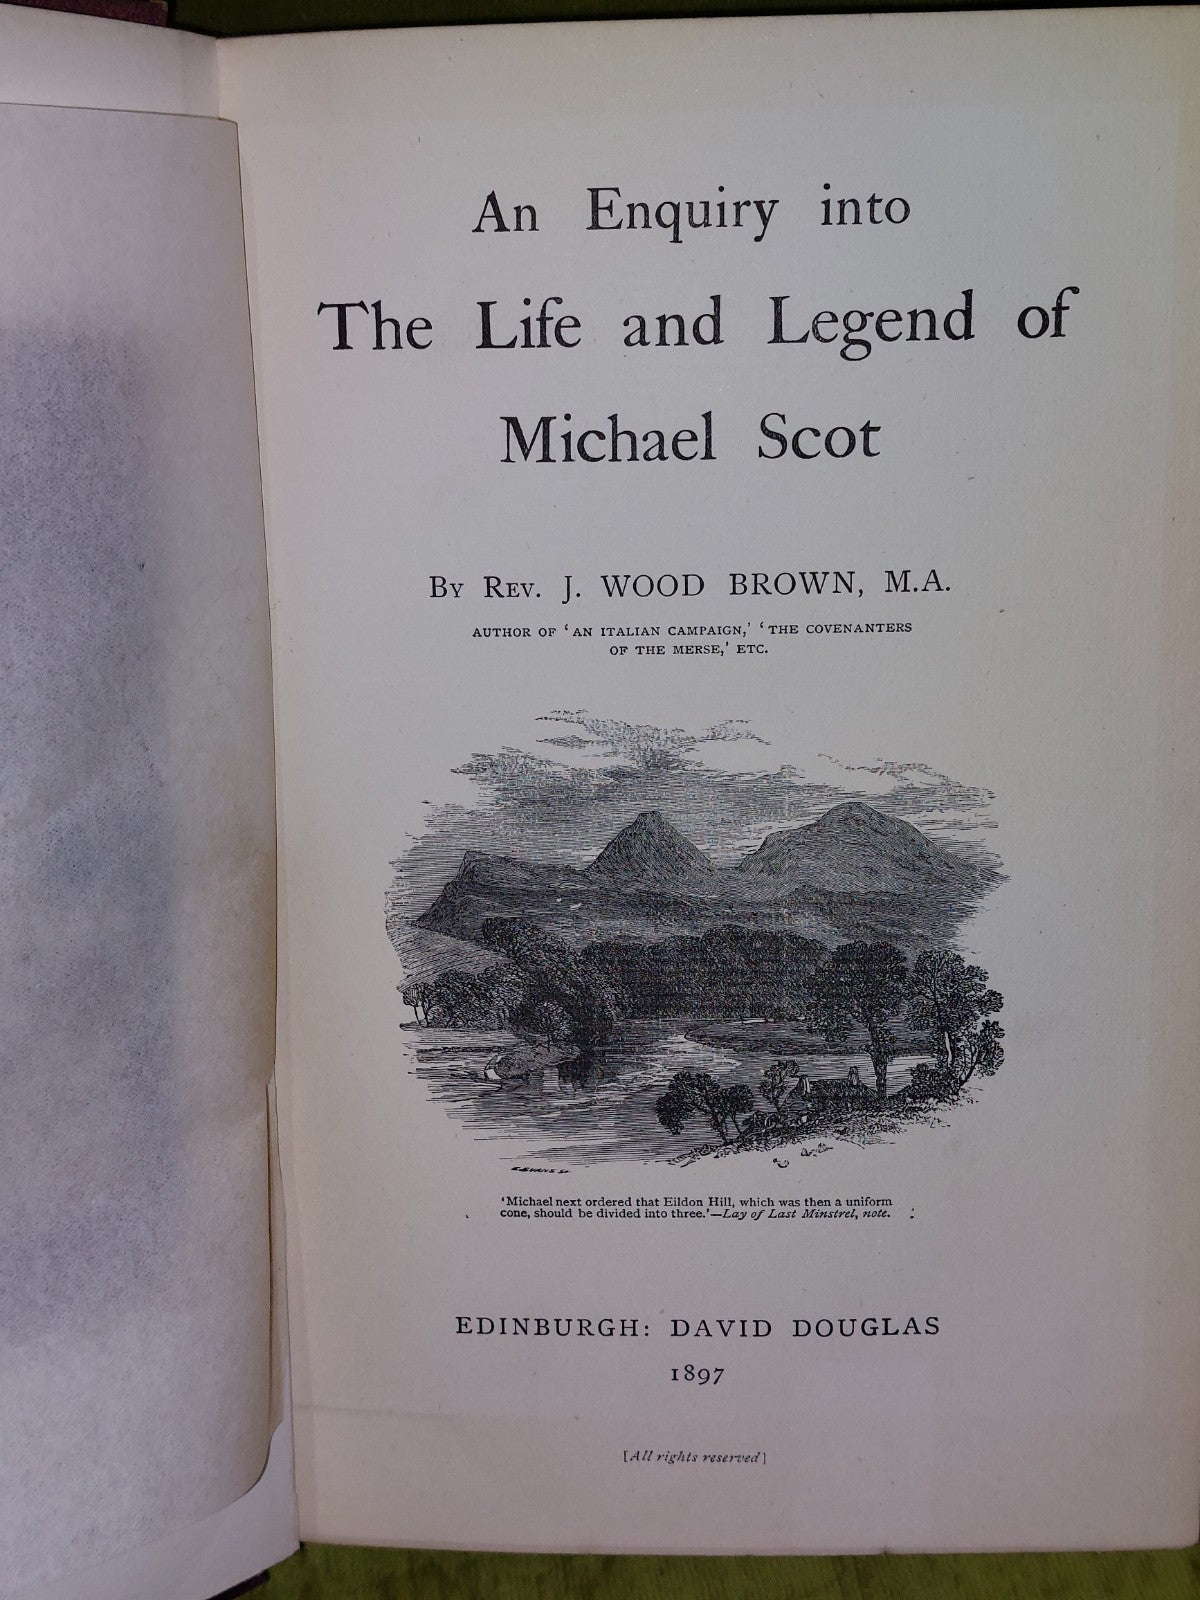 An Enquiry into
The Life and Legend of
Michael Scot
By Rev. J. WOOD BROWN, M.A.
AUTHOR OF 'AN ITALIAN CAMPAIGN,' 'THE COVENANTERS
OF THE MERSE,' ETC.
E. EVANS Sc
'Michael next ordered that Eildon Hill, which was then a uniform
cone, should be divided into three.'—Lay of Last Minstrel, note.
EDINBURGH: DAVID DOUGLAS
1897
[All rights reserved]